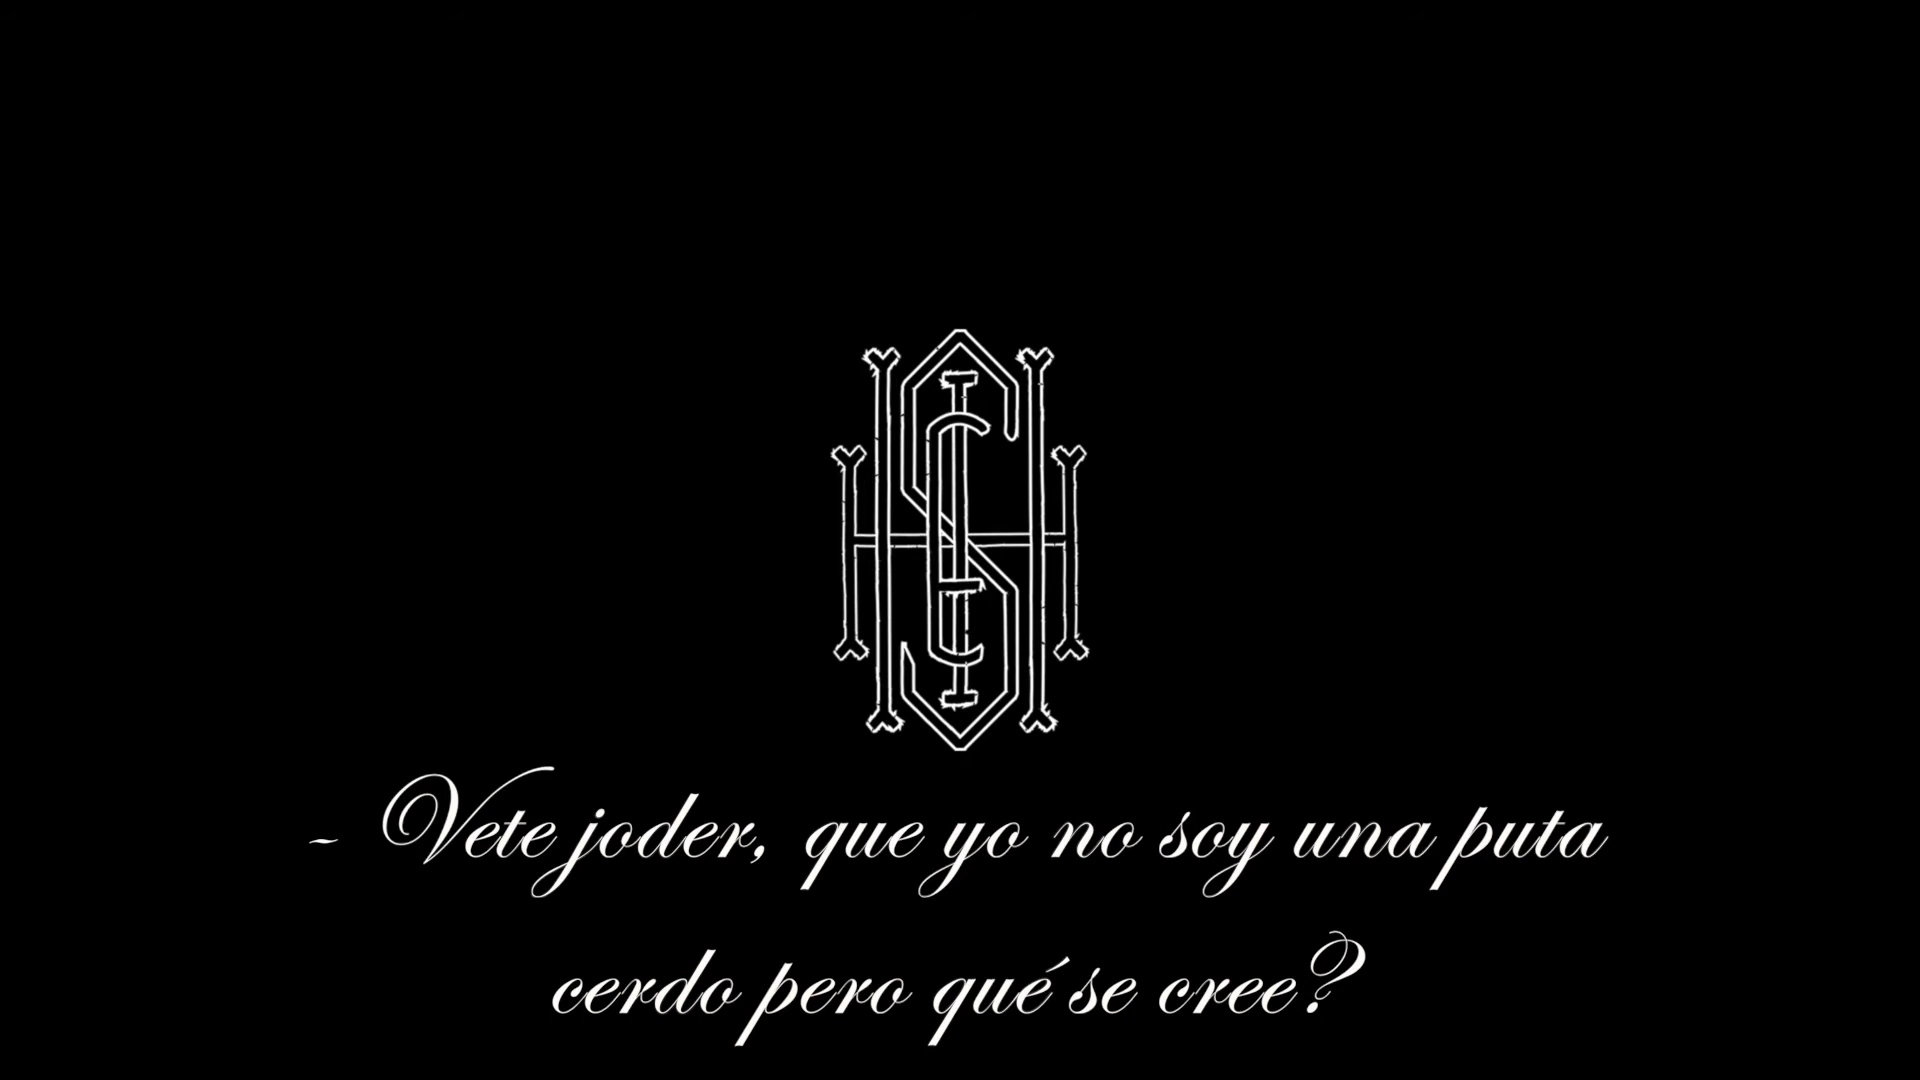 - Vete joder, que yo no soy una puta
cerdo pero qué se cree?